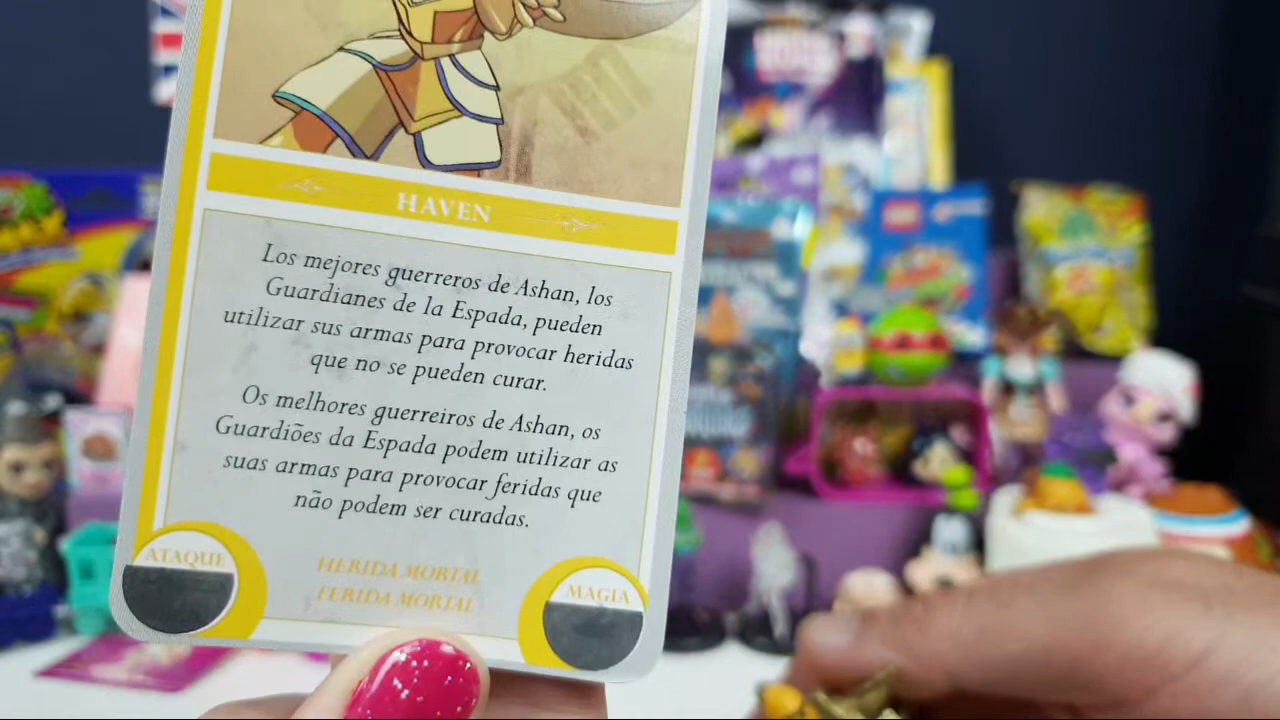 HAVEN
Los mejores guerreros de Ashan, los
Guardianes de la Espada, pueden
utilizar sus armas para provocar heridas
que no se pueden curar.
Os melhores guerreiros de Ashan, os
Guardiões da Espada podem utilizar as
suas armas para provocar feridas que
não podem ser curadas.
ATAQUE
HERIDA MORTAL
FERIDA MORTAL
MAGIA
LEGO